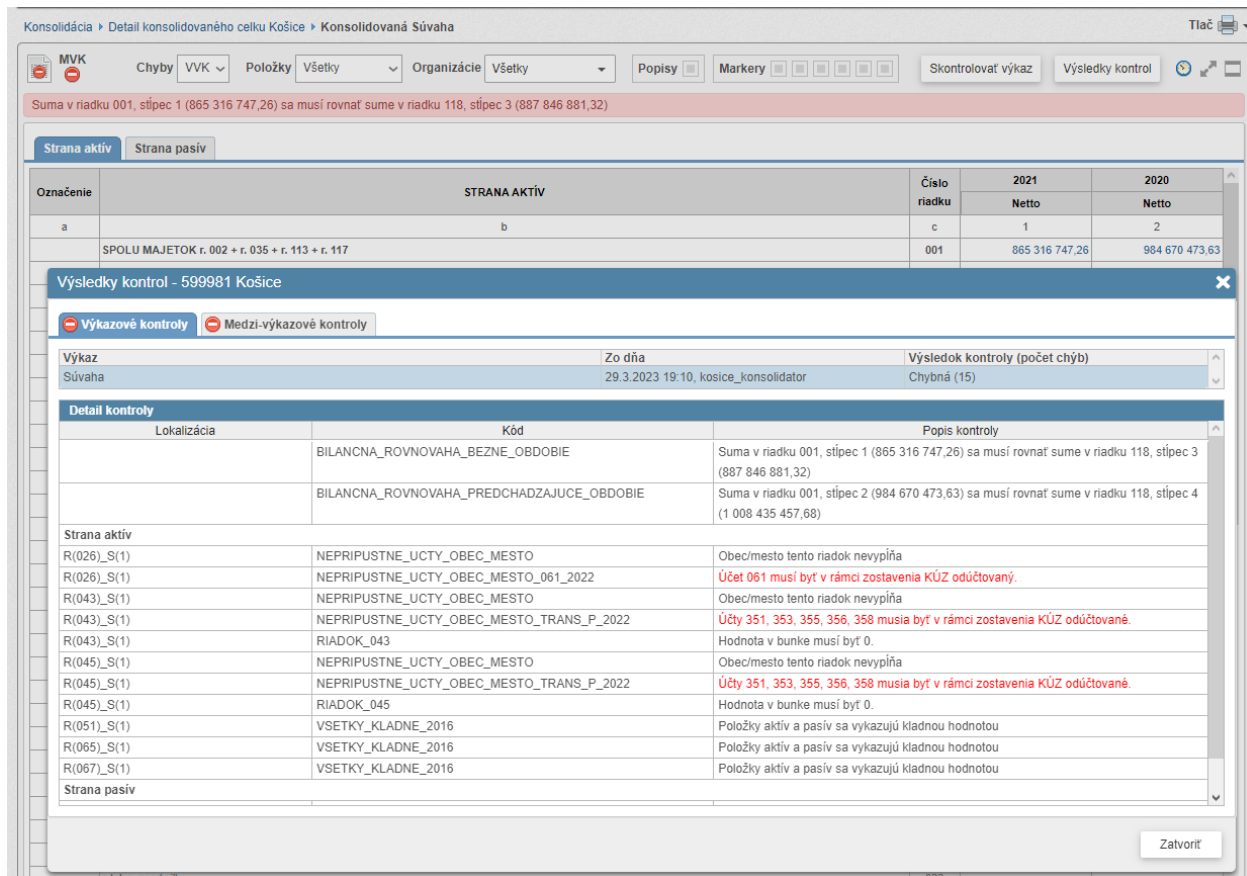 Konsolidácia ▸ Detail konsolidovaného celku Košice ▸ Konsolidovaná Súvaha
Tlač
MVK
Chyby VVK Položky Všetky Organizácie Všetky Popisy Markery Skontrolovať výkaz Výsledky kontrol
Suma v riadku 001, stĺpec 1 (865 316 747,26) sa musí rovnať sume v riadku 118, stĺpec 3 (887 846 881,32)
Strana aktív Strana pasív
Označenie STRANA AKTÍV Číslo riadku 2021 2020
Netto Netto
a b c 1 2
SPOLU MAJETOK r. 002 + r. 035 + r. 113 + r. 117 001 865 316 747,26 984 670 473,63
Výsledky kontrol - 599981 Košice
Výkazové kontroly Medzi-výkazové kontroly
Výkaz Zo dňa Výsledok kontroly (počet chýb)
Súvaha 29.3.2023 19:10, kosice_konsolidator Chybná (15)
Detail kontroly
Lokalizácia Kód Popis kontroly
BILANCNA_ROVNOVAHA_BEZNE_OBDOBIE Suma v riadku 001, stĺpec 1 (865 316 747,26) sa musí rovnať sume v riadku 118, stĺpec 3
(887 846 881,32)
BILANCNA_ROVNOVAHA_PREDCHADZAJUCE_OBDOBIE Suma v riadku 001, stĺpec 2 (984 670 473,63) sa musí rovnať sume v riadku 118, stĺpec 4
(1 008 435 457,68)
Strana aktív
R(026)_S(1) NEPRIPUSTNE_UCTY_OBEC_MESTO Obec/mesto tento riadok nevypĺňa
R(026)_S(1) NEPRIPUSTNE_UCTY_OBEC_MESTO_061_2022 Účet 061 musí byť v rámci zostavenia KÚZ odúčtovaný.
R(043)_S(1) NEPRIPUSTNE_UCTY_OBEC_MESTO Obec/mesto tento riadok nevypĺňa
R(043)_S(1) NEPRIPUSTNE_UCTY_OBEC_MESTO_TRANS_P_2022 Účty 351, 353, 355, 356, 358 musia byť v rámci zostavenia KÚZ odúčtované.
R(043)_S(1) RIADOK_043 Hodnota v bunke musí byť 0.
R(045)_S(1) NEPRIPUSTNE_UCTY_OBEC_MESTO Obec/mesto tento riadok nevypĺňa
R(045)_S(1) NEPRIPUSTNE_UCTY_OBEC_MESTO_TRANS_P_2022 Účty 351, 353, 355, 356, 358 musia byť v rámci zostavenia KÚZ odúčtované.
R(045)_S(1) RIADOK_045 Hodnota v bunke musí byť 0.
R(051)_S(1) VSETKY_KLADNE_2016 Položky aktív a pasív sa vykazujú kladnou hodnotou
R(065)_S(1) VSETKY_KLADNE_2016 Položky aktív a pasív sa vykazujú kladnou hodnotou
R(067)_S(1) VSETKY_KLADNE_2016 Položky aktív a pasív sa vykazujú kladnou hodnotou
Strana pasív
Zatvoriť